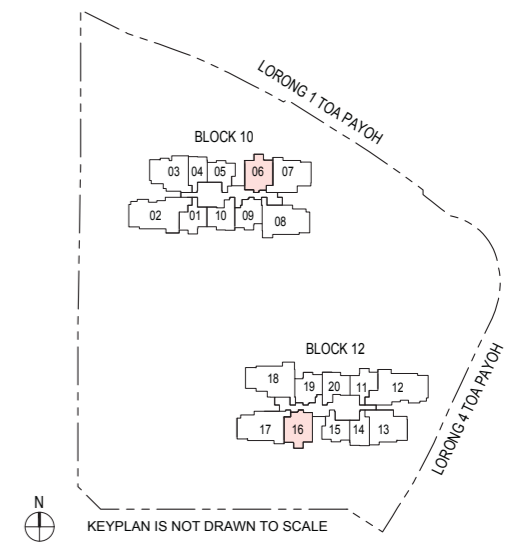 LORONG 1 TOA PAYOH
BLOCK 10
03 04 05 06 07
02 01 10 09 08
BLOCK 12
18 19 20 11 12
17 16 15 14 13
LORONG 4 TOA PAYOH
N
KEYPLAN IS NOT DRAWN TO SCALE